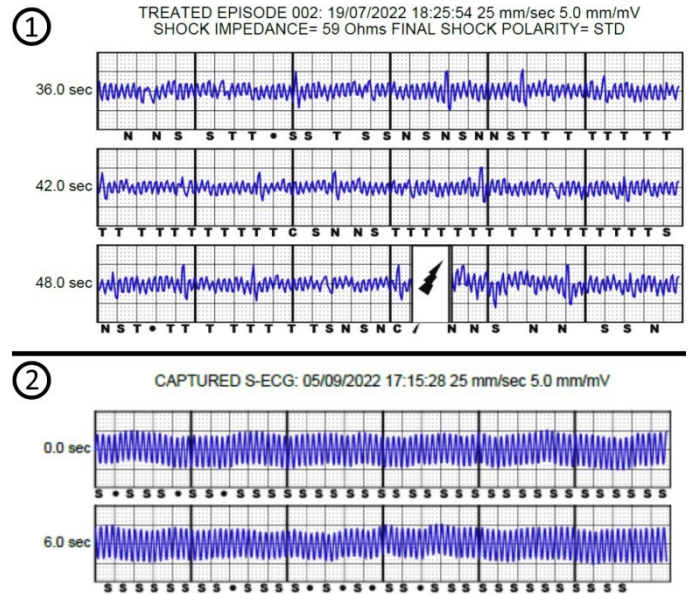 1
TREATED EPISODE 002: 19/07/2022 18:25:54 25 mm/sec 5.0 mm/mV
SHOCK IMPEDANCE= 59 Ohms FINAL SHOCK POLARITY= STD
36.0 sec
N N S S T T • S S T S S N S N S N N S T T T T T T T T
42.0 sec
T T T T T T T T T T T C S N N S T T T T T T T T T T T T T T T T T S
48.0 sec
N S T • T T T T T T T T S N S N C N N S N N S S N
2
CAPTURED S-ECG: 05/09/2022 17:15:28 25 mm/sec 5.0 mm/mV
0.0 sec
S • S S S • S S • S S S S S S S S S S S S S S S S S S S S S S S S S S S S
6.0 sec
S S S S S S S • S S S • S • S • S S • S S S S S S S S S S S S S S